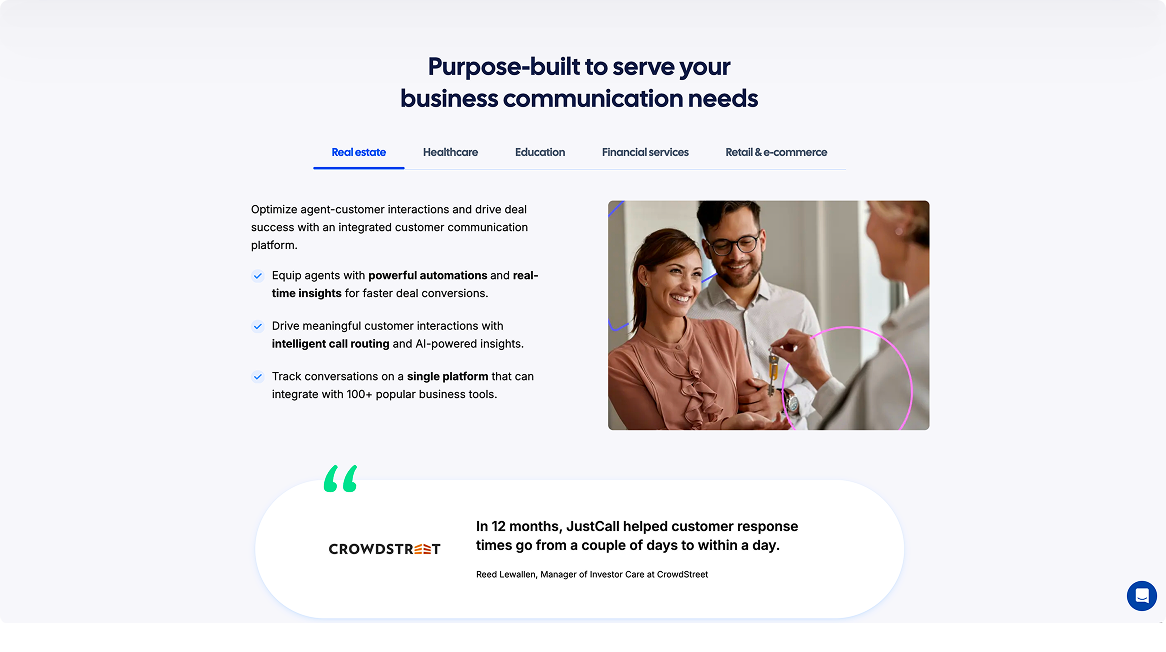 Purpose-built to serve your
business communication needs
Real estate Healthcare Education Financial services Retail & e-commerce
Optimize agent-customer interactions and drive deal
success with an integrated customer communication
platform.
Equip agents with powerful automations and real-
time insights for faster deal conversions.
Drive meaningful customer interactions with
intelligent call routing and AI-powered insights.
Track conversations on a single platform that can
integrate with 100+ popular business tools.
“
CROWDSTREET
In 12 months, JustCall helped customer response
times go from a couple of days to within a day.
Reed Lewallen, Manager of Investor Care at CrowdStreet